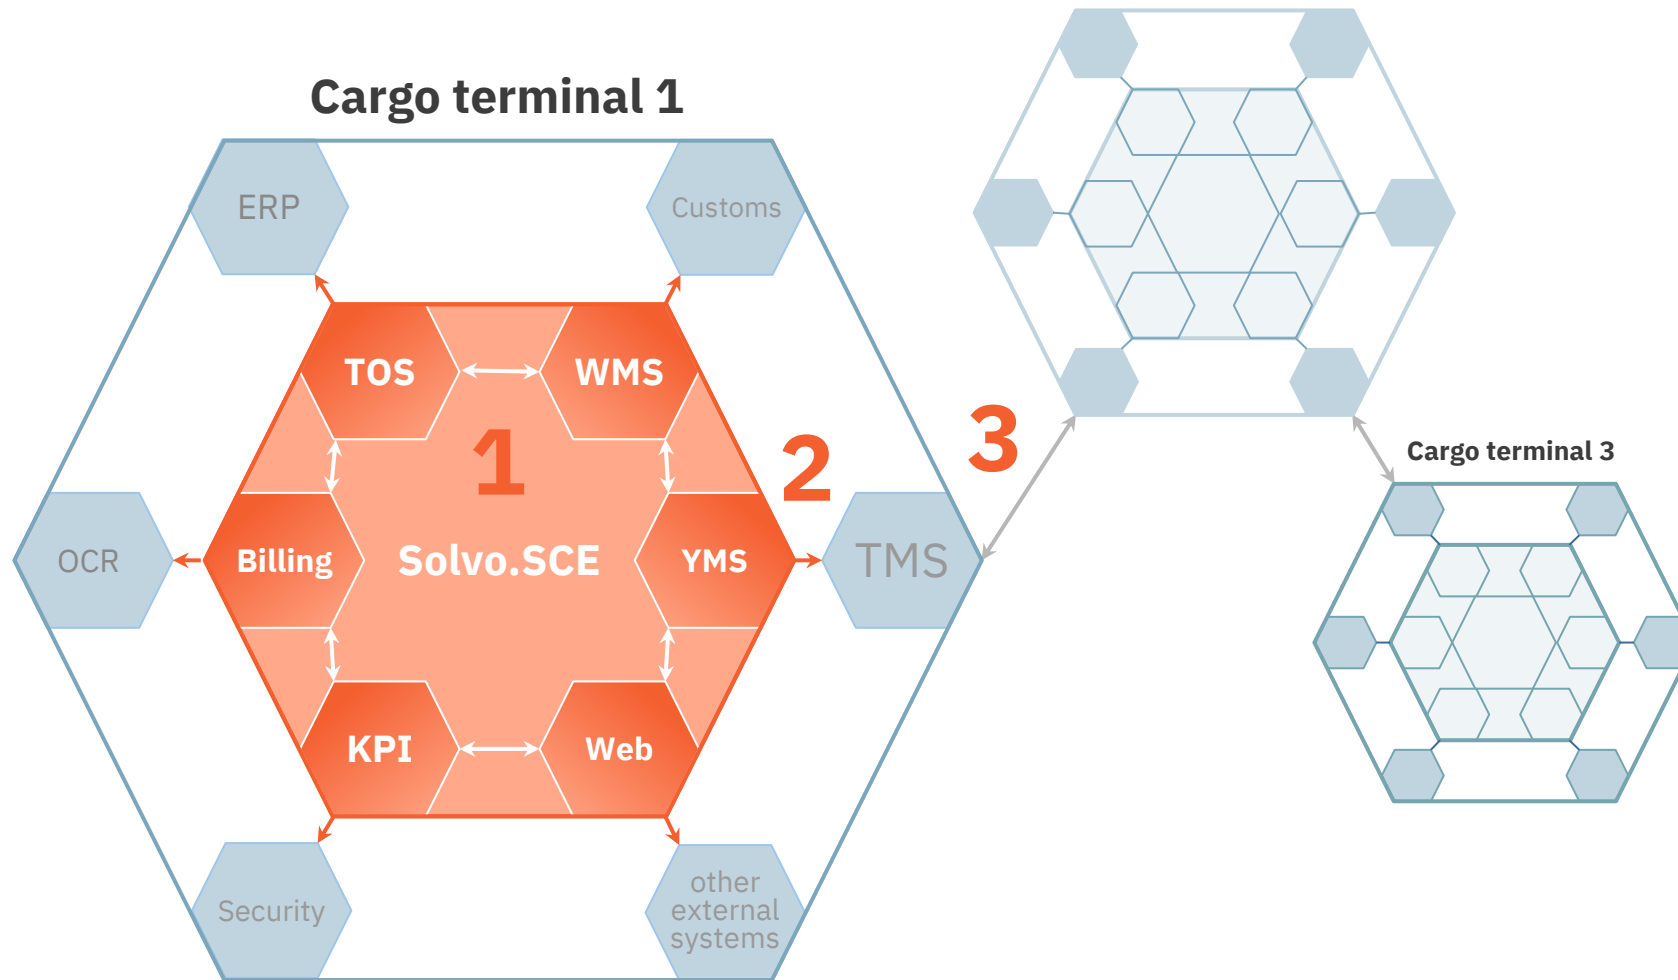 Cargo terminal 1
ERP
Customs
TOS
WMS
1
2
3
Cargo terminal 3
OCR
Billing
Solvo.SCE
YMS
TMS
KPI
Web
Security
other
external
systems